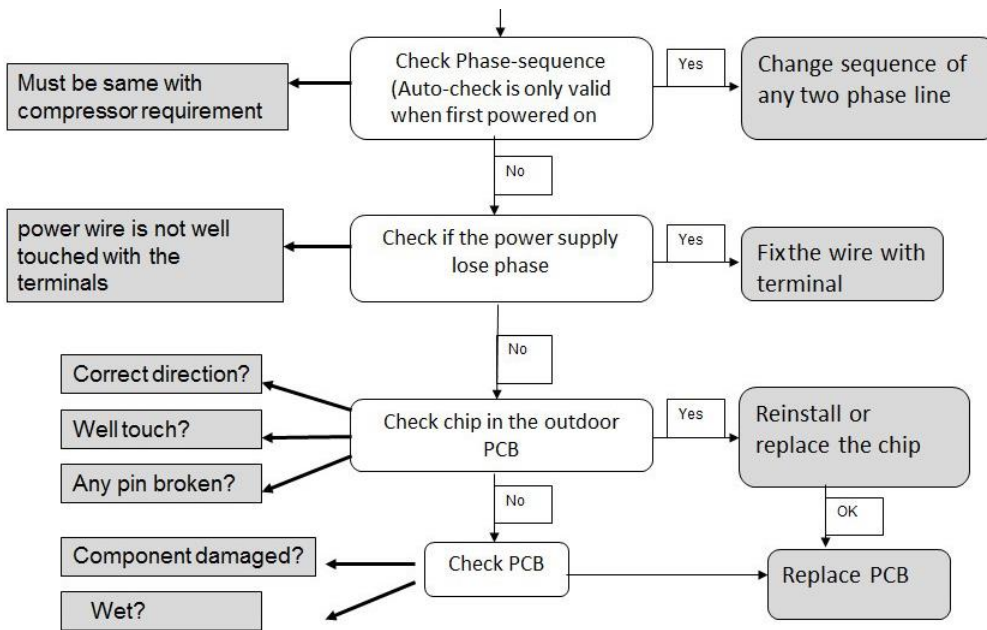 Check Phase-sequence
(Auto-check is only valid
when first powered on
Must be same with
compressor requirement
Yes
Change sequence of
any two phase line
No
Check if the power supply
lose phase
power wire is not well
touched with the
terminals
Yes
Fix the wire with
terminal
No
Correct direction?
Well touch?
Any pin broken?
Check chip in the outdoor
PCB
Yes
Reinstall or
replace the chip
No
OK
Component damaged?
Wet?
Check PCB
Replace PCB